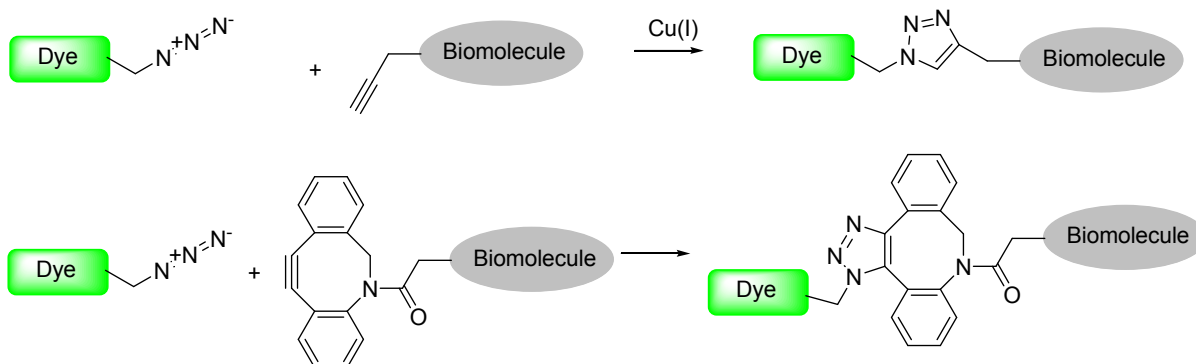 Dye
N+ N N-
+
Biomolecule
Cu(I)
Dye
N N N
Biomolecule
Dye
N+ N N-
+
N
O
Biomolecule
Dye
N N N
N
O
Biomolecule